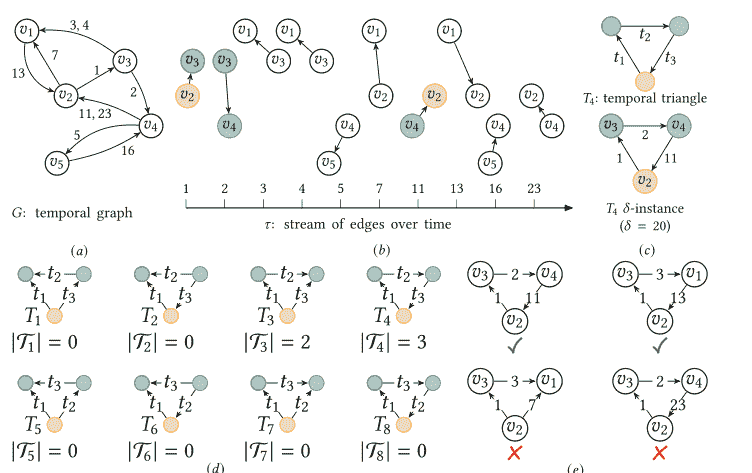 v1 3, 4
7 v3
13 1
v2 2
11, 23 v4
5
v5 16
G: temporal graph
(a)
v1 v1 v1 v1 v2
v3 v3 v3 v3
v2 v2 v2 v2
v4 v4 v4 v4 v4
v5 v5
1 2 3 4 5 7 11 13 16 23
τ: stream of edges over time
(b)
t2
t1 t3
T4: temporal triangle
v3 2 v4
1 11
v2
T4 δ-instance
(δ = 20)
(c)
t2 t2 t2 t2
t1 t3 t1 t3 t1 t3 t1 t3
T1 T2 T3 T4
|𝒯1| = 0 |𝒯2| = 0 |𝒯3| = 2 |𝒯4| = 3
v3 2 v4 v3 3 v1
1 11 1 13
v2 v2
✓ ✓
t3 t3 t3 t3
t1 t2 t1 t2 t1 t2 t1 t2
T5 T6 T7 T8
|𝒯5| = 0 |𝒯6| = 0 |𝒯7| = 0 |𝒯8| = 0
v3 3 v1 v3 2 v4
1 7 1 23
v2 v2
✗ ✗
(d) (e)